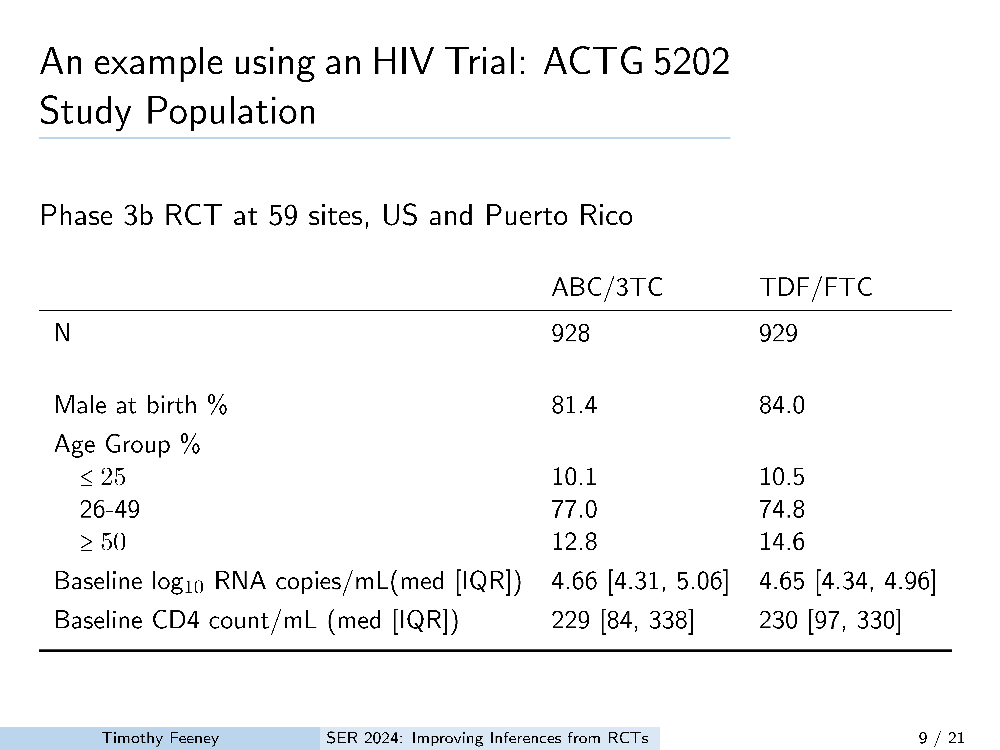 An example using an HIV Trial: ACTG 5202
Study Population
Phase 3b RCT at 59 sites, US and Puerto Rico
ABC/3TC TDF/FTC
N 928 929
Male at birth % 81.4 84.0
Age Group %
≤ 25 10.1 10.5
26-49 77.0 74.8
≥ 50 12.8 14.6
Baseline log₁₀ RNA copies/mL(med [IQR]) 4.66 [4.31, 5.06] 4.65 [4.34, 4.96]
Baseline CD4 count/mL (med [IQR]) 229 [84, 338] 230 [97, 330]
Timothy Feeney SER 2024: Improving Inferences from RCTs 9 / 21